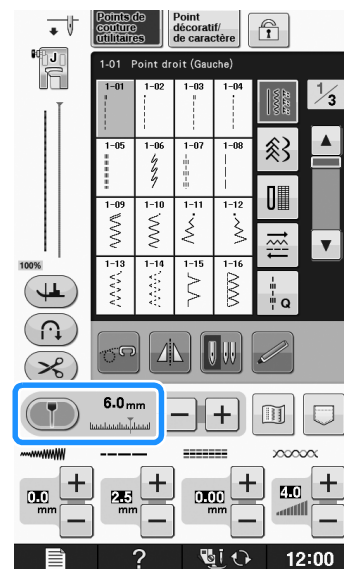 Points de
couture
utilitaires
Point
décoratif/
de caractère
J
1-01 Point droit (Gauche)
1-01 1-02 1-03 1-04
1/3
1-05 1-06 1-07 1-08
1-09 1-10 1-11 1-12
1-13 1-14 1-15 1-16
Q
100%
6.0 mm
− +
+ + + +
0.0 mm 2.5 mm 0.00 mm 4.0
− − − −
? 12:00